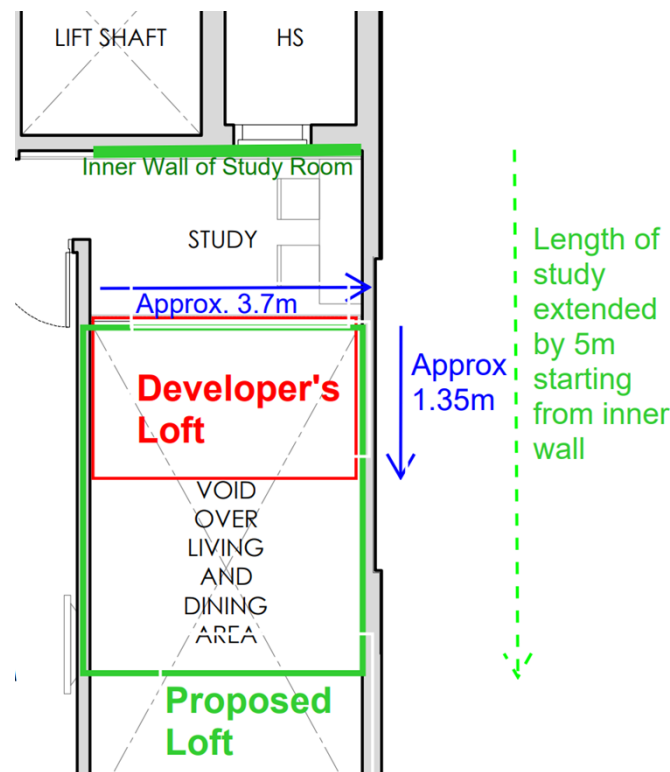 LIFT SHAFT
HS
Inner Wall of Study Room
STUDY
Approx. 3.7m
Length of
study
extended
by 5m
starting
from inner
wall
Approx
1.35m
Developer's
Loft
VOID
OVER
LIVING
AND
DINING
AREA
Proposed
Loft